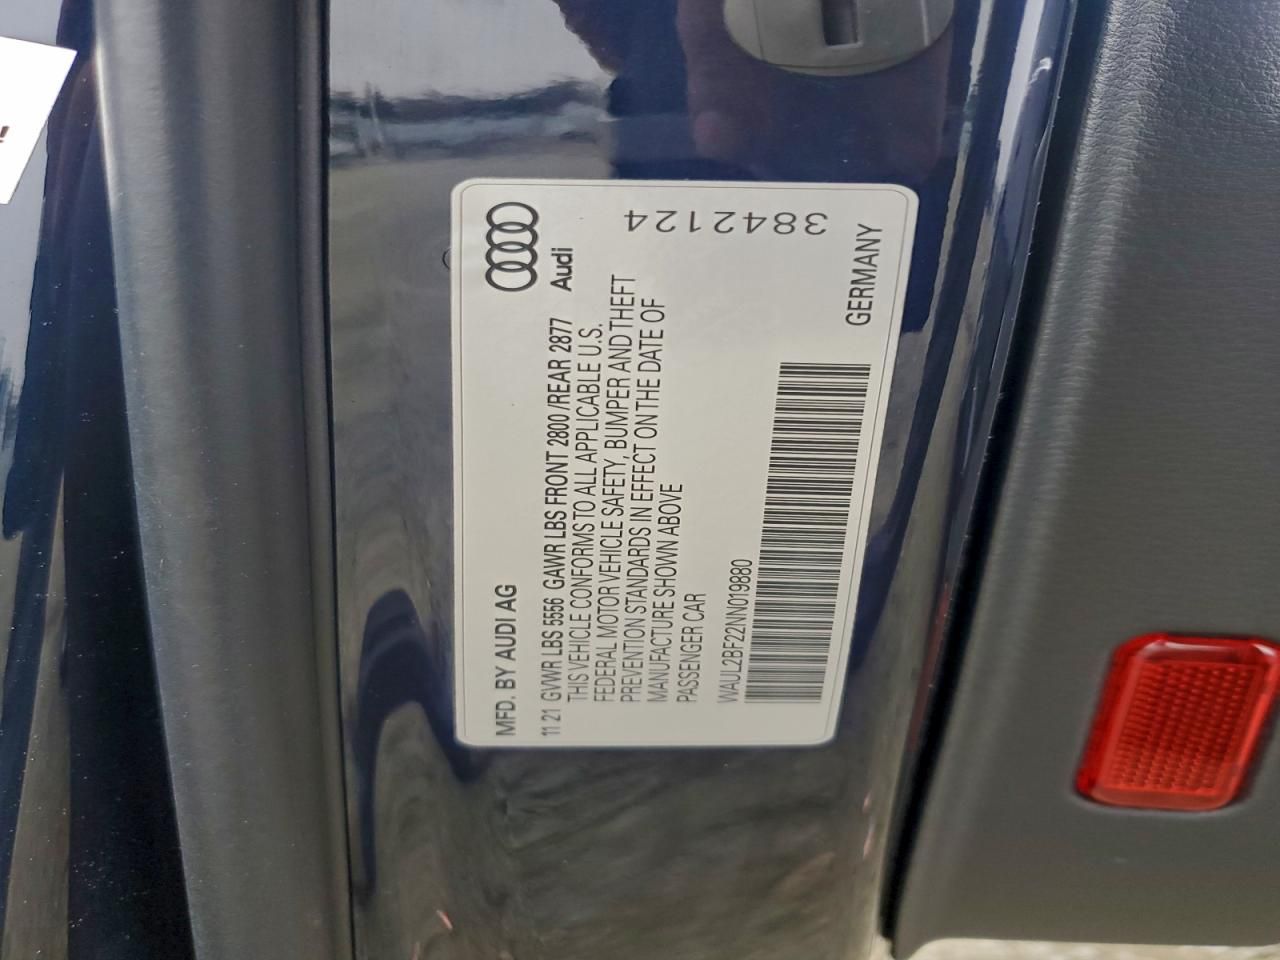 MFD. BY AUDI AG
Audi
11 21 GVWR LBS 5556 GAWR LBS FRONT 2800/REAR 2877
THIS VEHICLE CONFORMS TO ALL APPLICABLE U.S.
FEDERAL MOTOR VEHICLE SAFETY, BUMPER AND THEFT
PREVENTION STANDARDS IN EFFECT ON THE DATE OF
MANUFACTURE SHOWN ABOVE
PASSENGER CAR
WAUL2BF22NN019880
GERMANY
3842124
!